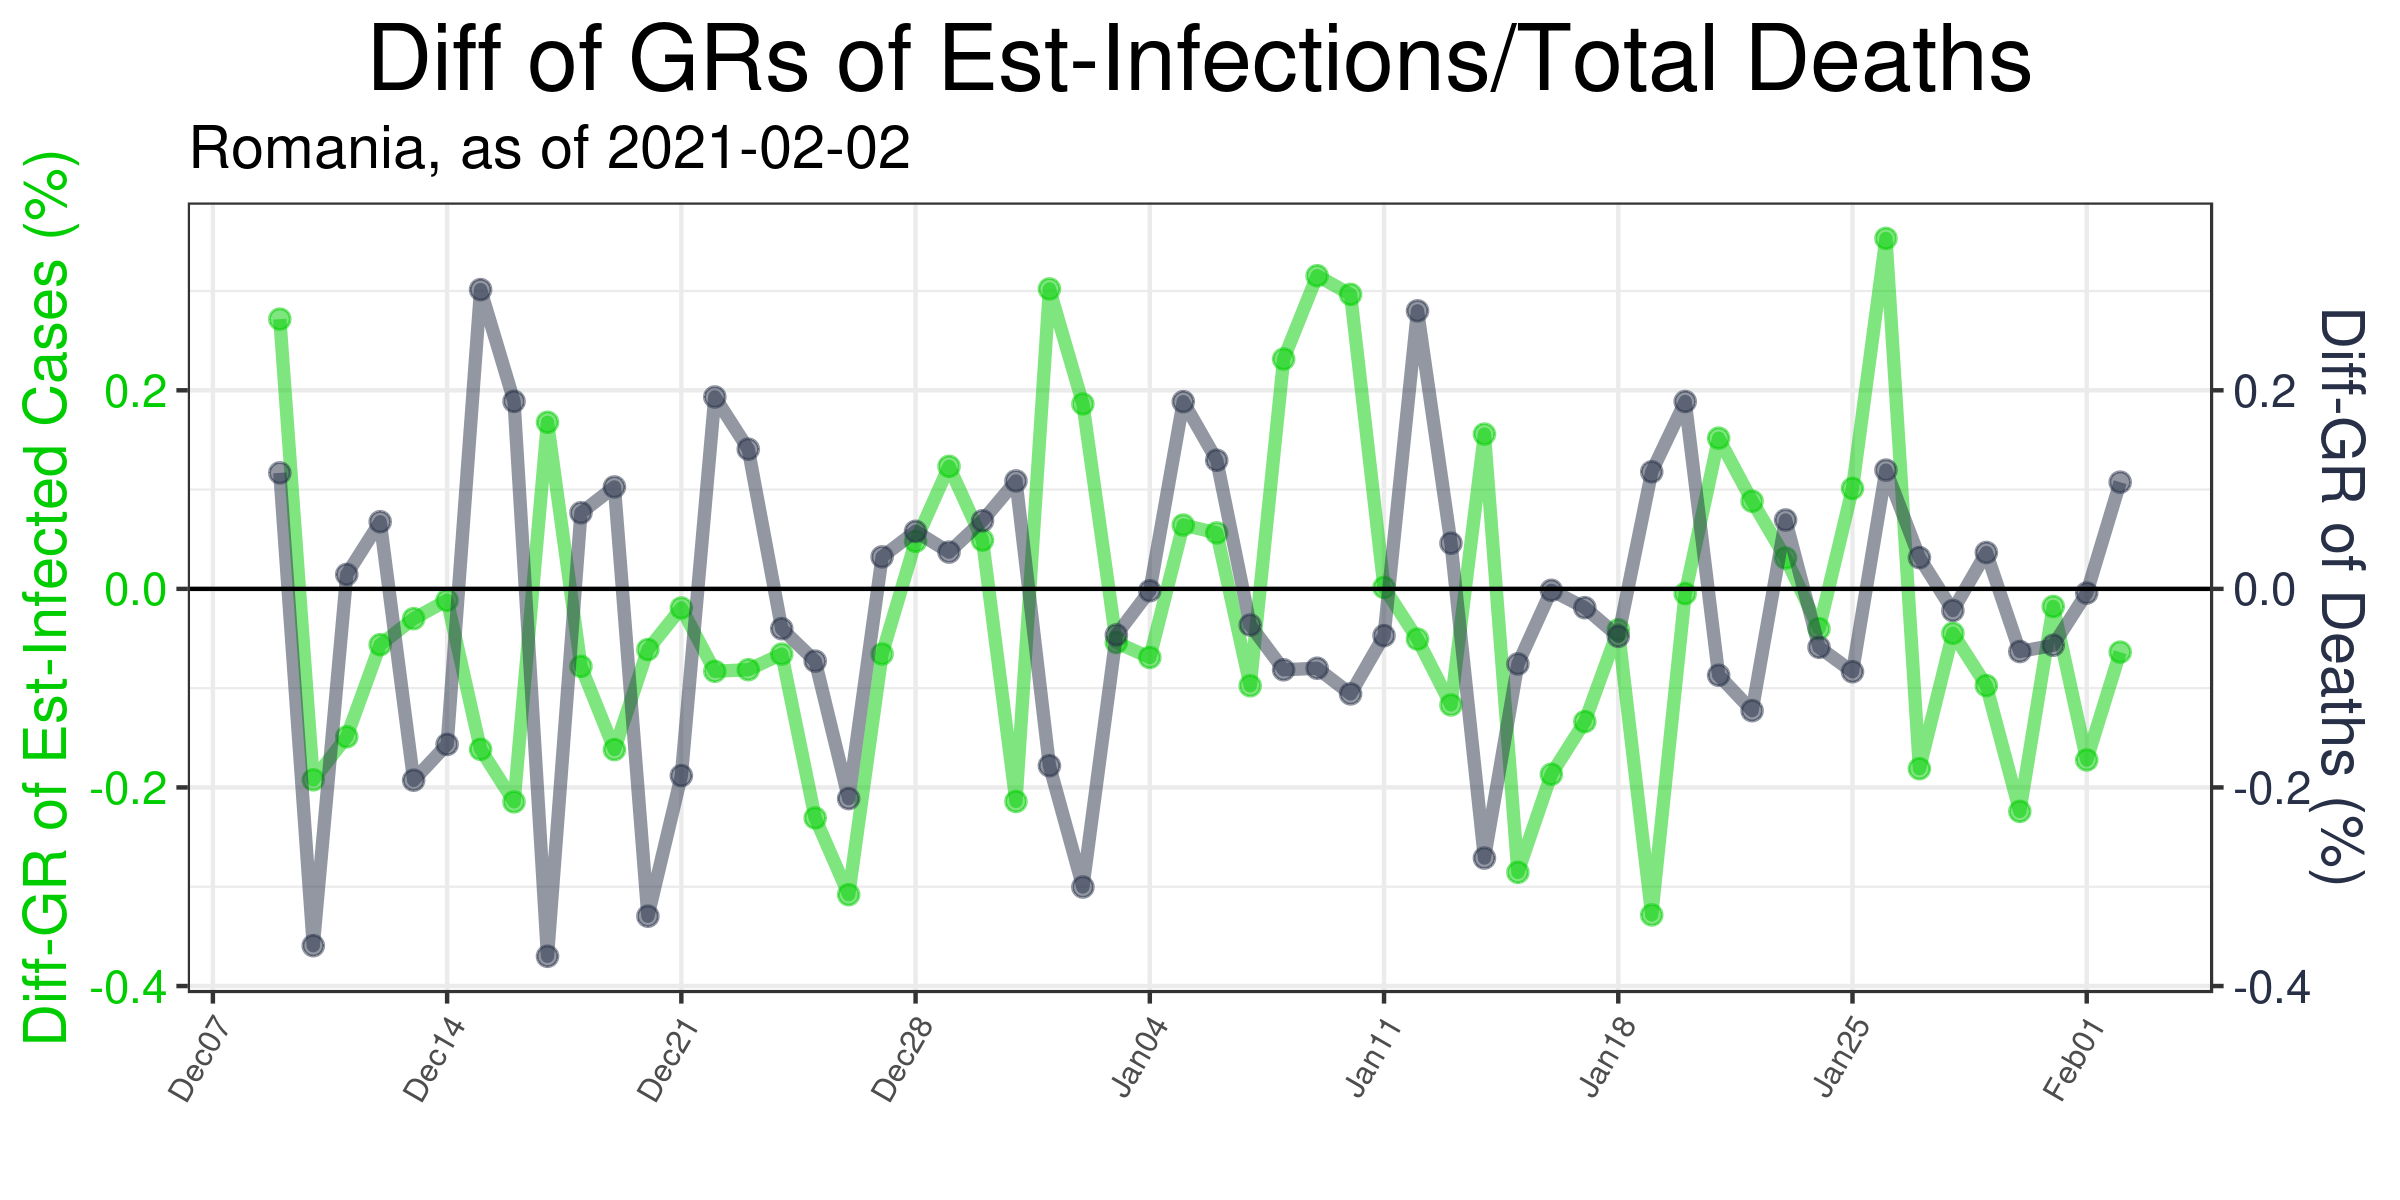 Diff of GRs of Est-Infections/Total Deaths
Romania, as of 2021-02-02
Diff-GR of Est-Infected Cases (%)
0.2
0.0
-0.2
-0.4
0.2
0.0
-0.2
-0.4
Diff-GR of Deaths (%)
Dec07
Dec14
Dec21
Dec28
Jan04
Jan11
Jan18
Jan25
Feb01